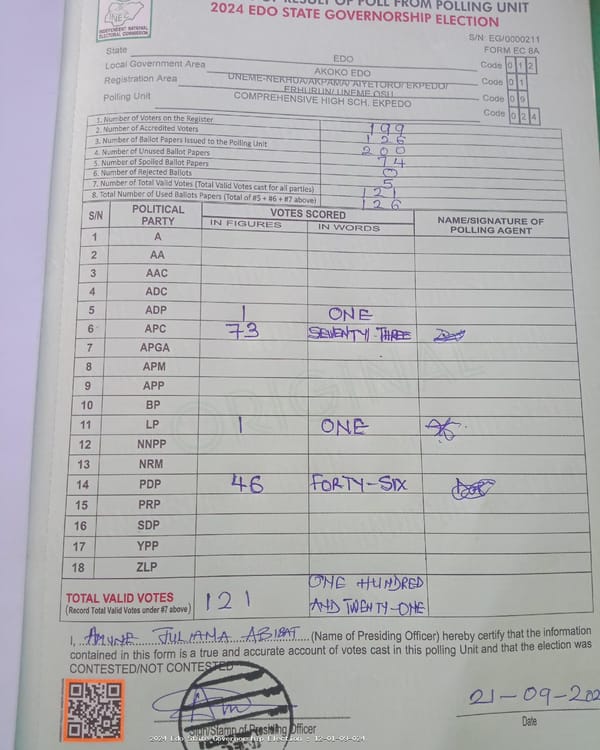 OF RESULT OF POLL FROM POLLING UNIT
2024 EDO STATE GOVERNORSHIP ELECTION
INEC
INDEPENDENT NATIONAL
ELECTORAL COMMISSION
S/N: EG/0000211
FORM EC 8A
State EDO
Local Government Area AKOKO EDO Code 0 1 2
Registration Area UNEME-NEKHUA/AKPAMA/ AIYETORO/ EKPEDO/ Code 0 1
ERHURUN/ UNEME OSU Code 0 9
Polling Unit COMPREHENSIVE HIGH SCH. EKPEDO Code 0 2 4
1. Number of Voters on the Register 199
2. Number of Accredited Voters 126
3. Number of Ballot Papers Issued to the Polling Unit 200
4. Number of Unused Ballot Papers 74
5. Number of Spoiled Ballot Papers 0
6. Number of Rejected Ballots 5
7. Number of Total Valid Votes (Total Valid Votes cast for all parties) 121
8. Total Number of Used Ballots Papers (Total of #5 + #6 + #7 above) 126
S/N POLITICAL PARTY VOTES SCORED NAME/SIGNATURE OF POLLING AGENT
IN FIGURES IN WORDS
1 A
2 AA
3 AAC
4 ADC
5 ADP 1 ONE
6 APC 73 SEVENTY-THREE
7 APGA
8 APM
9 APP
10 BP
11 LP 1 ONE
12 NNPP
13 NRM
14 PDP 46 FORTY-SIX
15 PRP
16 SDP
17 YPP
18 ZLP
ORIGINAL
TOTAL VALID VOTES 121 ONE HUNDRED
(Record Total Valid Votes under #7 above) AND TWENTY-ONE
I, AMUNE JULIANA ABIBAT (Name of Presiding Officer) hereby certify that the information
contained in this form is a true and accurate account of votes cast in this polling Unit and that the election was
CONTESTED/NOT CONTESTED
21-09-202
Sign/Stamp of Presiding Officer Date
2024 Edo State Governorship Election - 12-01-09-024